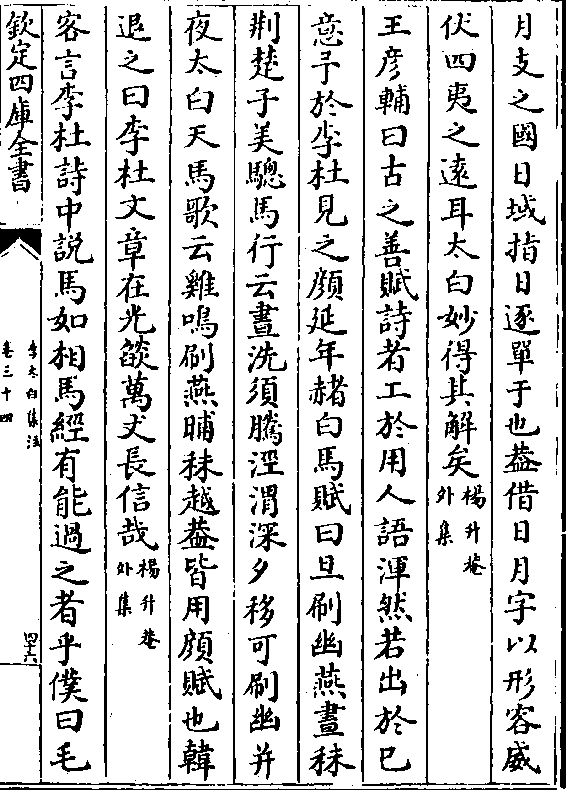 月支之國日域指日逐單于也葢借日月字以形容威
伏四夷之遠耳太白妙得其解矣楊升菴外集
王彦輔曰古之善賦詩者工於用人語渾然若出於已
意予於李杜見之顔延年赭白馬賦曰旦刷幽燕晝秣
荆楚子美驄馬行云晝洗須騰涇渭深夕移可刷幽并
夜太白天馬歌云雞鳴刷燕晡秣越葢皆用顔賦也韓
退之曰李杜文章在光燄萬丈長信哉楊升菴外集
容言李杜詩中説馬如相馬經有能過之者乎僕曰毛
欽定四庫全書
李太白集注
卷三十四
四六